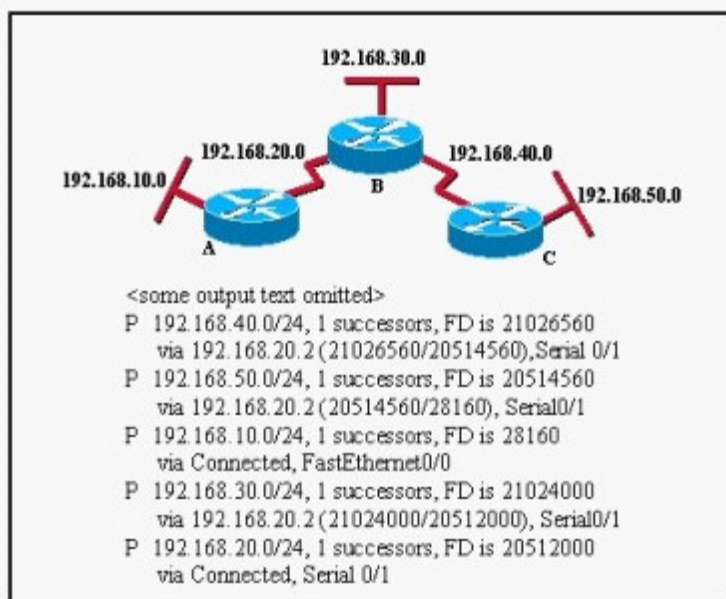 192.168.30.0
192.168.20.0
192.168.40.0
192.168.10.0
192.168.50.0
B
A
C
<some output text omitted>
P 192.168.40.0/24, 1 successors, FD is 21026560
via 192.168.20.2 (21026560/20514560),Serial 0/1
P 192.168.50.0/24, 1 successors, FD is 20514560
via 192.168.20.2 (20514560/28160), Serial0/1
P 192.168.10.0/24, 1 successors, FD is 28160
via Connected, FastEthernet0/0
P 192.168.30.0/24, 1 successors, FD is 21024000
via 192.168.20.2 (21024000/20512000), Serial0/1
P 192.168.20.0/24, 1 successors, FD is 20512000
via Connected, Serial 0/1